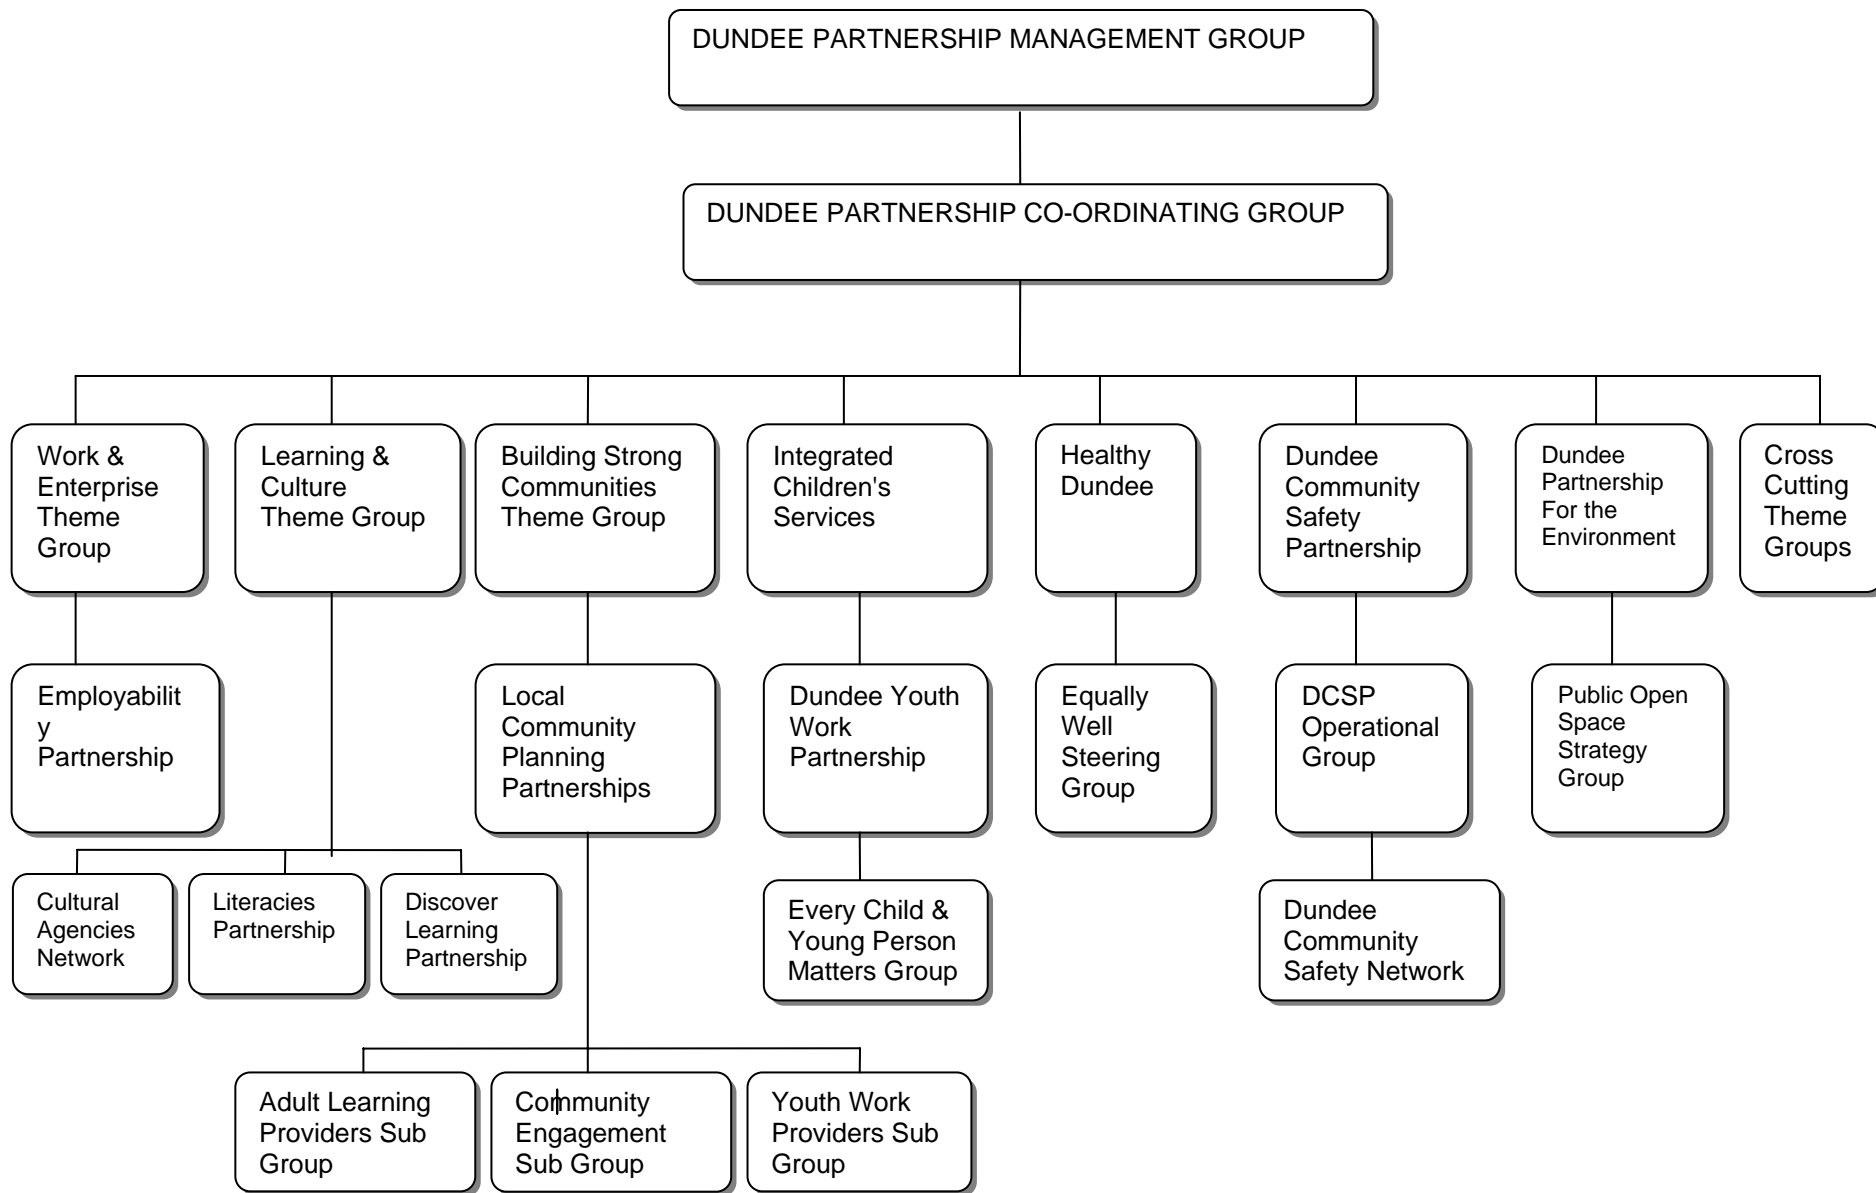 DUNDEE PARTNERSHIP MANAGEMENT GROUP
DUNDEE PARTNERSHIP CO-ORDINATING GROUP
Work &
Enterprise
Theme
Group
Learning &
Culture
Theme Group
Building Strong
Communities
Theme Group
Integrated
Children's
Services
Healthy
Dundee
Dundee
Community
Safety
Partnership
Dundee
Partnership
For the
Environment
Cross
Cutting
Theme
Groups
Employabilit
y
Partnership
Local
Community
Planning
Partnerships
Dundee Youth
Work
Partnership
Equally
Well
Steering
Group
DCSP
Operational
Group
Public Open
Space
Strategy
Group
Cultural
Agencies
Network
Literacies
Partnership
Discover
Learning
Partnership
Every Child &
Young Person
Matters Group
Dundee
Community
Safety Network
Adult Learning
Providers Sub
Group
Community
Engagement
Sub Group
Youth Work
Providers Sub
Group